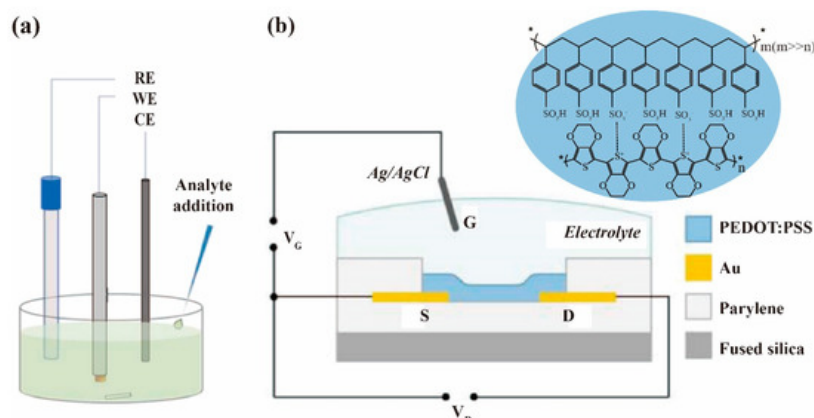 (a)
RE
WE
CE
Analyte
addition
(b)
Ag/AgCl
G
V_G
Electrolyte
S
D
m(m>>n)
SO₃H SO₃H SO₃⁻ SO₃H SO₃⁻ SO₃H SO₃H
S S⁺ S S⁺ S
O O O O O O O O O O
n
PEDOT:PSS
Au
Parylene
Fused silica